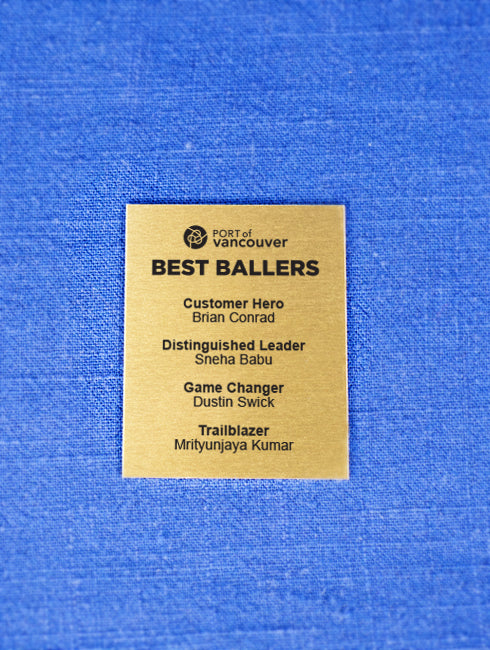 PORT of
vancouver
BEST BALLERS
Customer Hero
Brian Conrad
Distinguished Leader
Sneha Babu
Game Changer
Dustin Swick
Trailblazer
Mrityunjaya Kumar